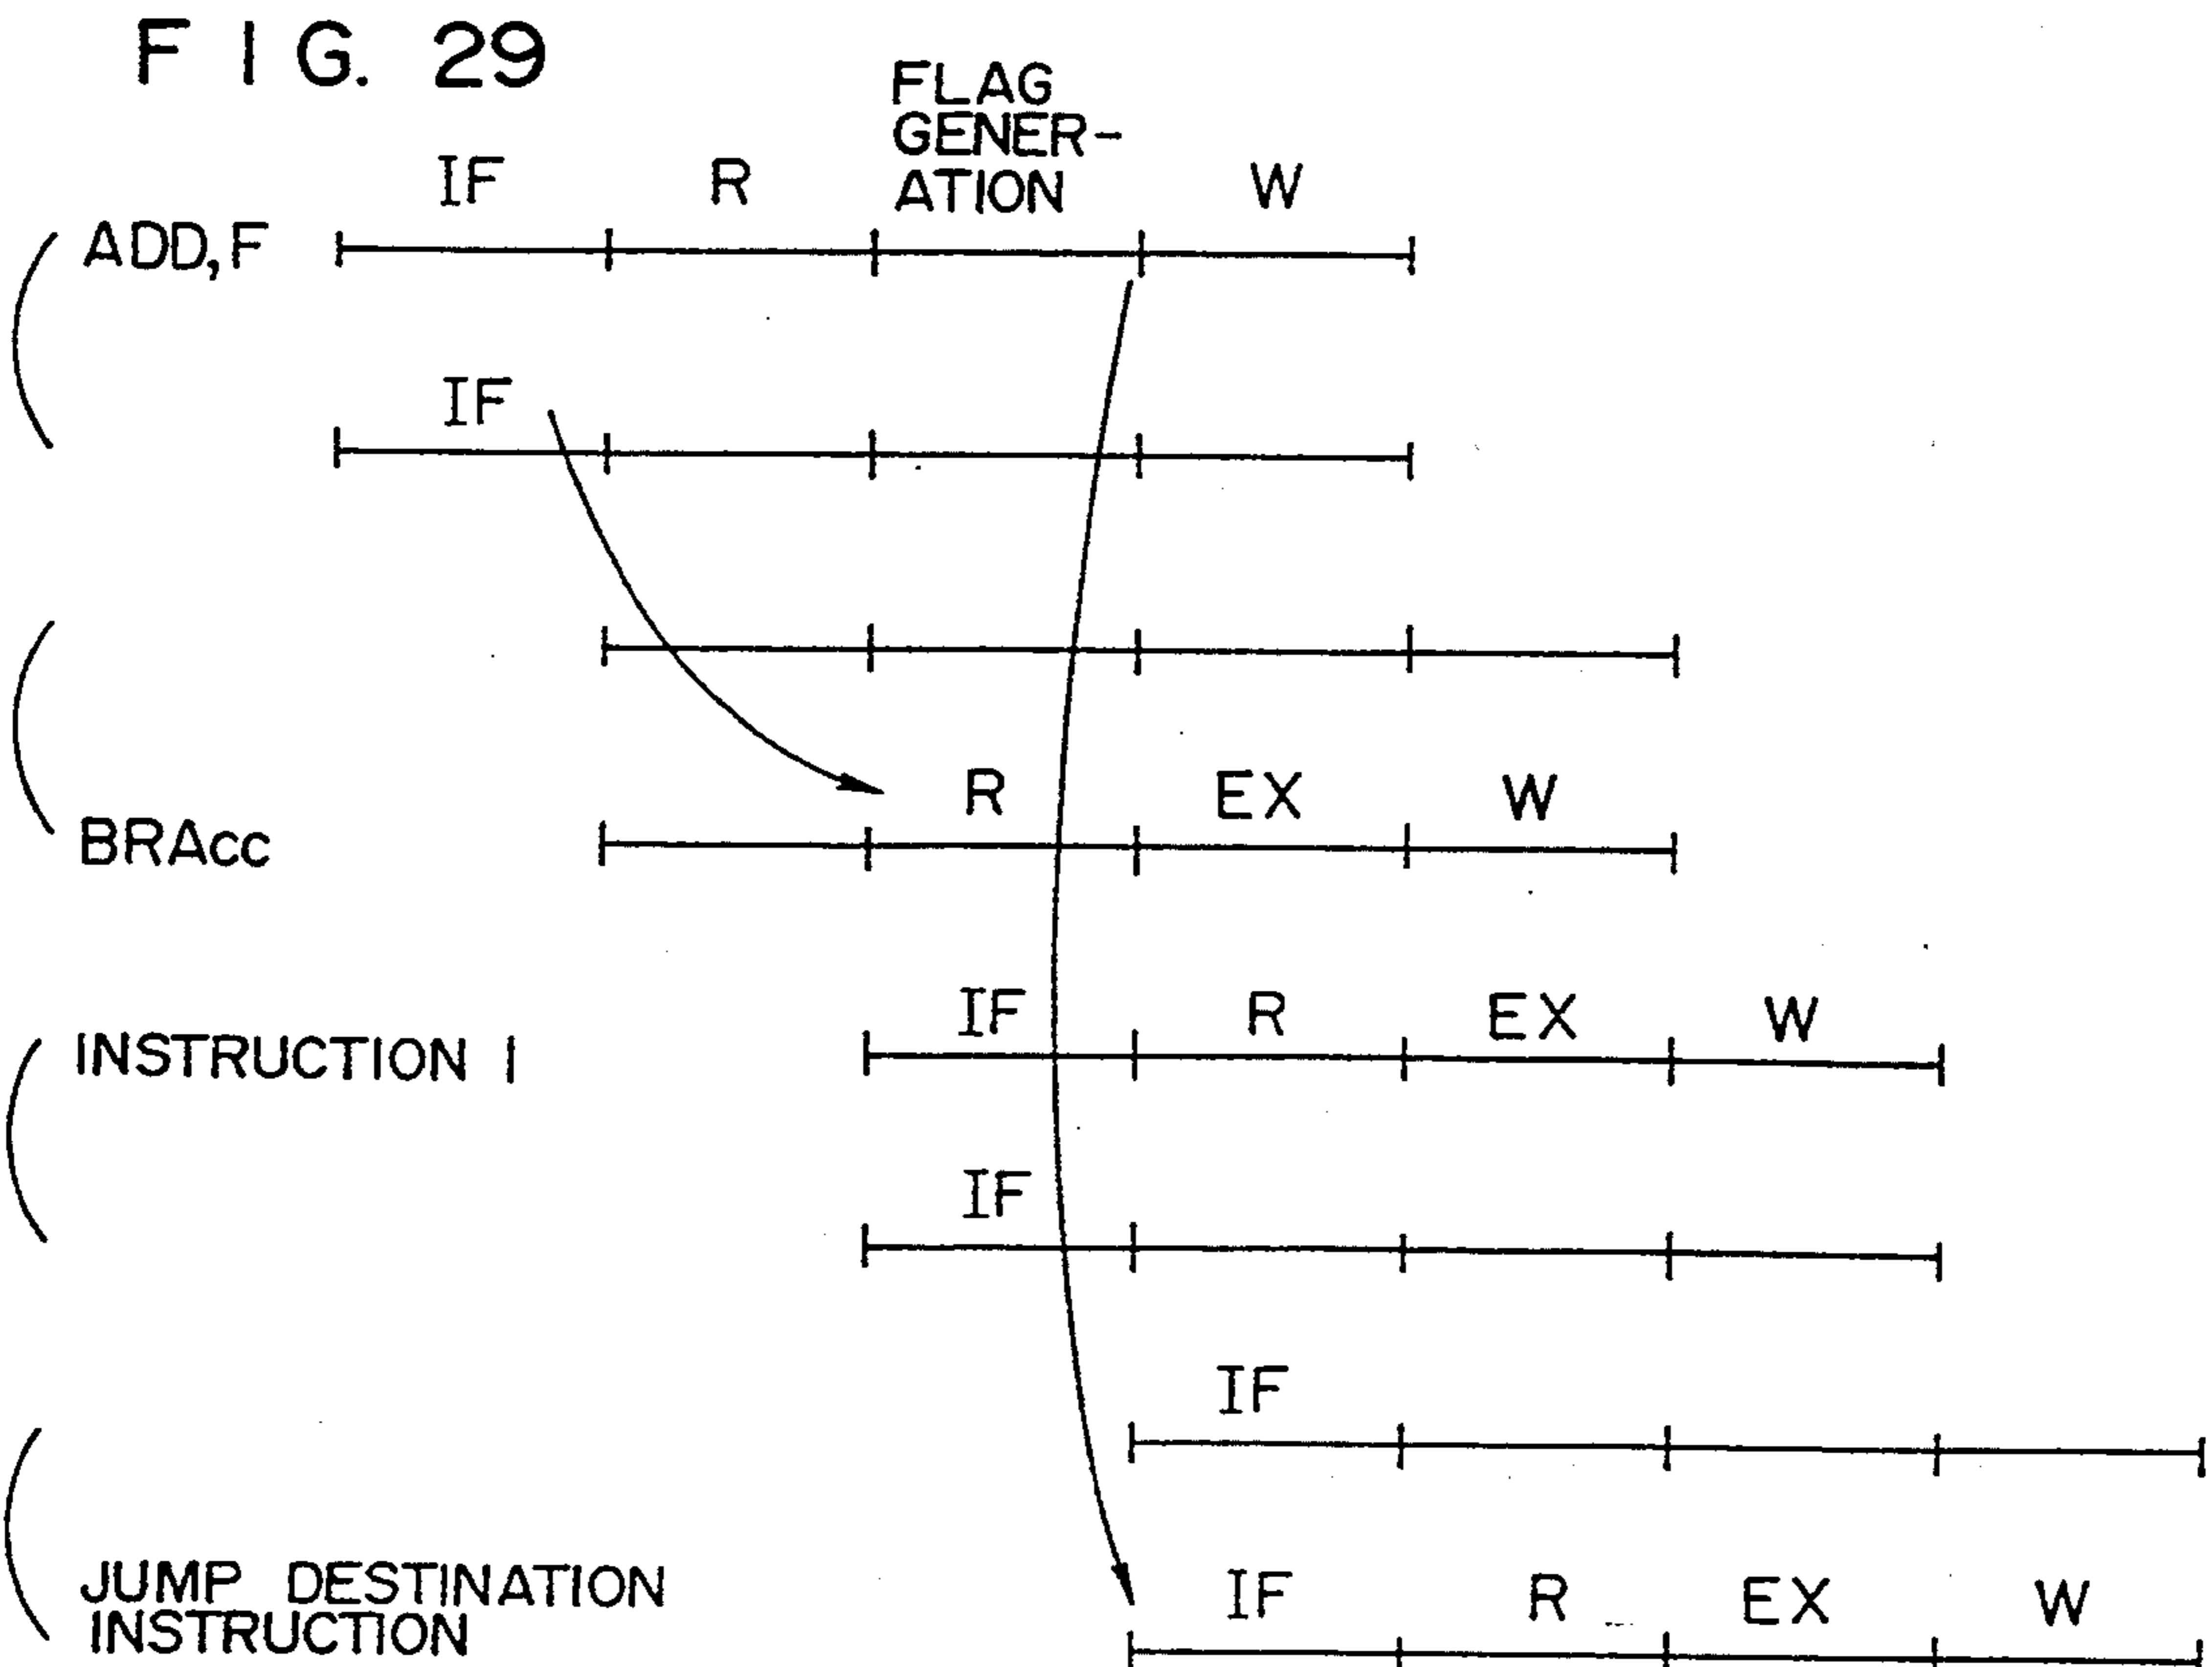 F I G. 29
FLAG
GENER-
ATION
IF R W
ADD,F
IF
R EX W
BRAcc
IF R EX W
INSTRUCTION 1
IF
IF
JUMP DESTINATION
INSTRUCTION
IF R EX W